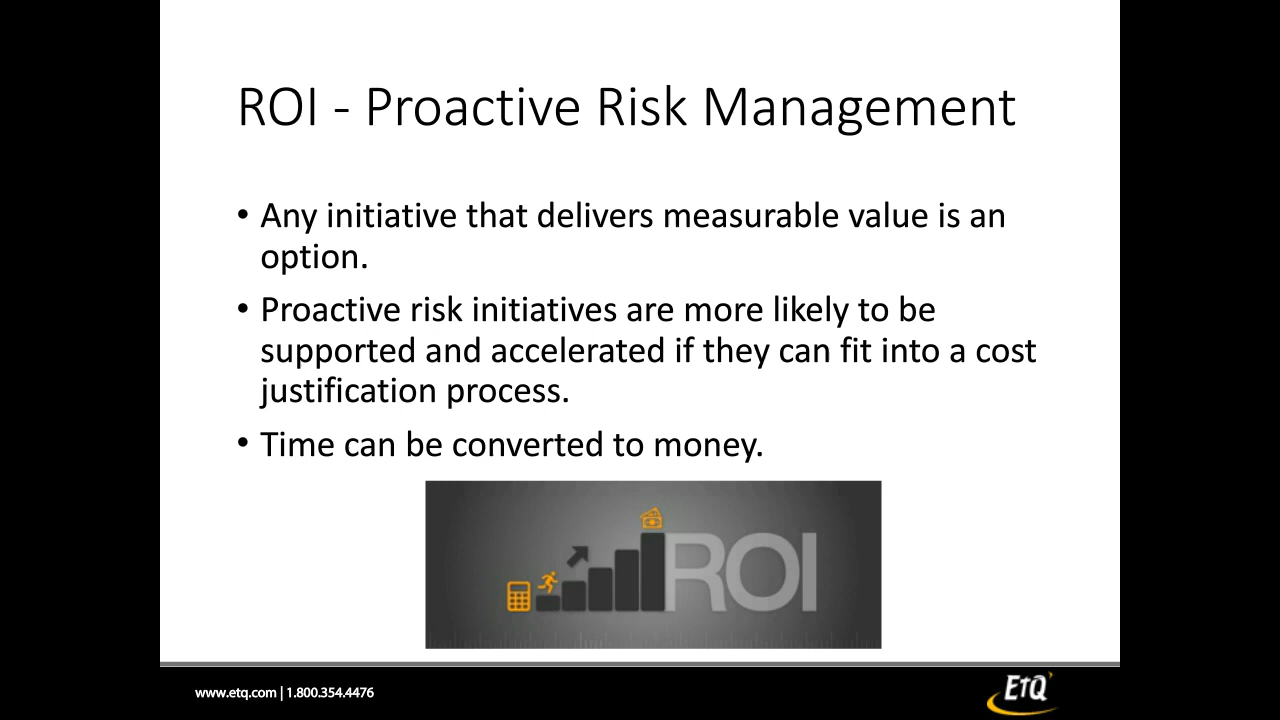 ROI - Proactive Risk Management
• Any initiative that delivers measurable value is an
option.
• Proactive risk initiatives are more likely to be
supported and accelerated if they can fit into a cost
justification process.
• Time can be converted to money.
ROI
www.etq.com | 1.800.354.4476
ETQ